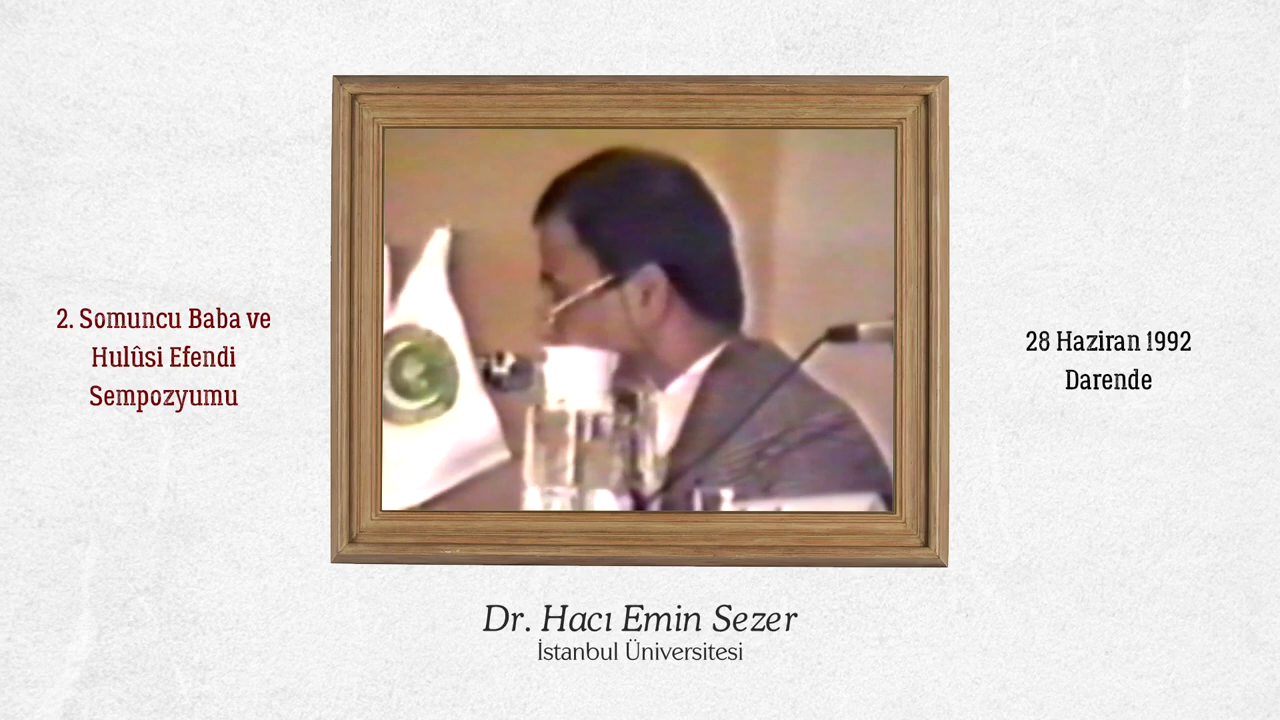 2. Somuncu Baba ve
Hulûsi Efendi
Sempozyumu
28 Haziran 1992
Darende
Dr. Hacı Emin Sezer
İstanbul Üniversitesi